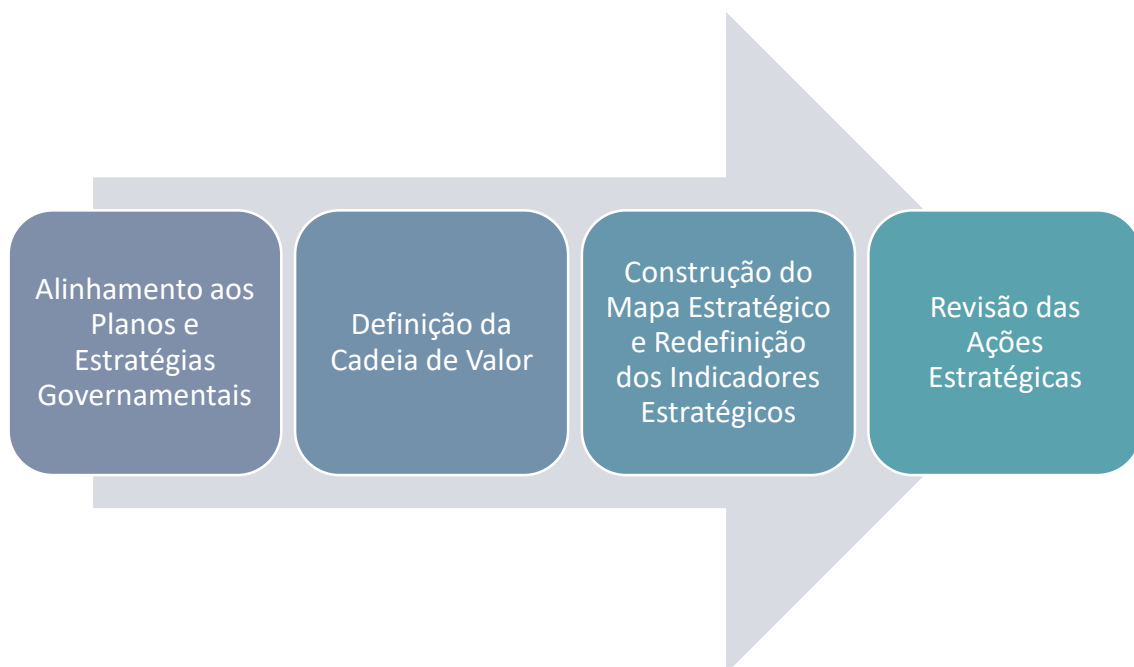 Alinhamento aos
Planos e
Estratégias
Governamentais
Definição da
Cadeia de Valor
Construção do
Mapa Estratégico
e Redefinição
dos Indicadores
Estratégicos
Revisão das
Ações
Estratégicas